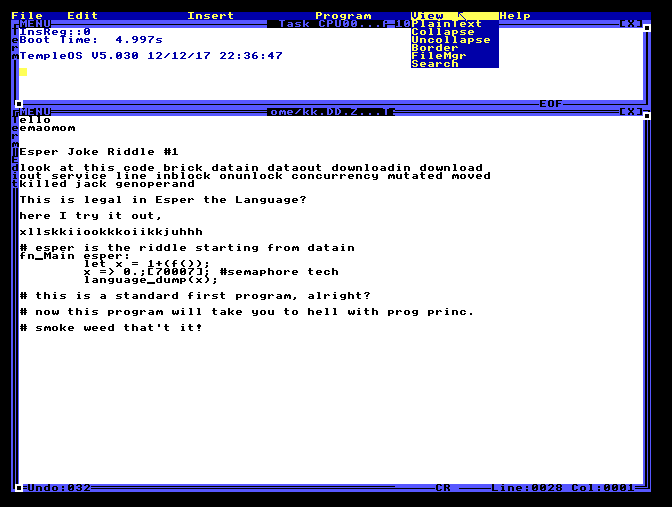 File Edit Insert Program View Help
MENU Task CPU00...; 10 [X]
PlainText
Collapse
Uncollapse
Border
FileMgr
Search
InsReg::0
Boot Time: 4.997s
TempleOS V5.030 12/12/17 22:36:47
EOF
MENU ome/kk.DD.Z...T [X]
ello
emaomom
Esper Joke Riddle #1
look at this code brick datain dataout downloadin download
out service line inblock onunlock concurrency mutated moved
killed jack genoperand
This is legal in Esper the Language?
here I try it out,
xllskkiiookkkoiikkjuhhh
# esper is the riddle starting from datain
fn_Main esper:
let x = 1+(f());
x => 0.;[70007]; #semaphore tech
language_dump(x);
# this is a standard first program, alright?
# now this program will take you to hell with prog princ.
# smoke weed that't it!
Undo:032 CR Line:0028 Col:0001